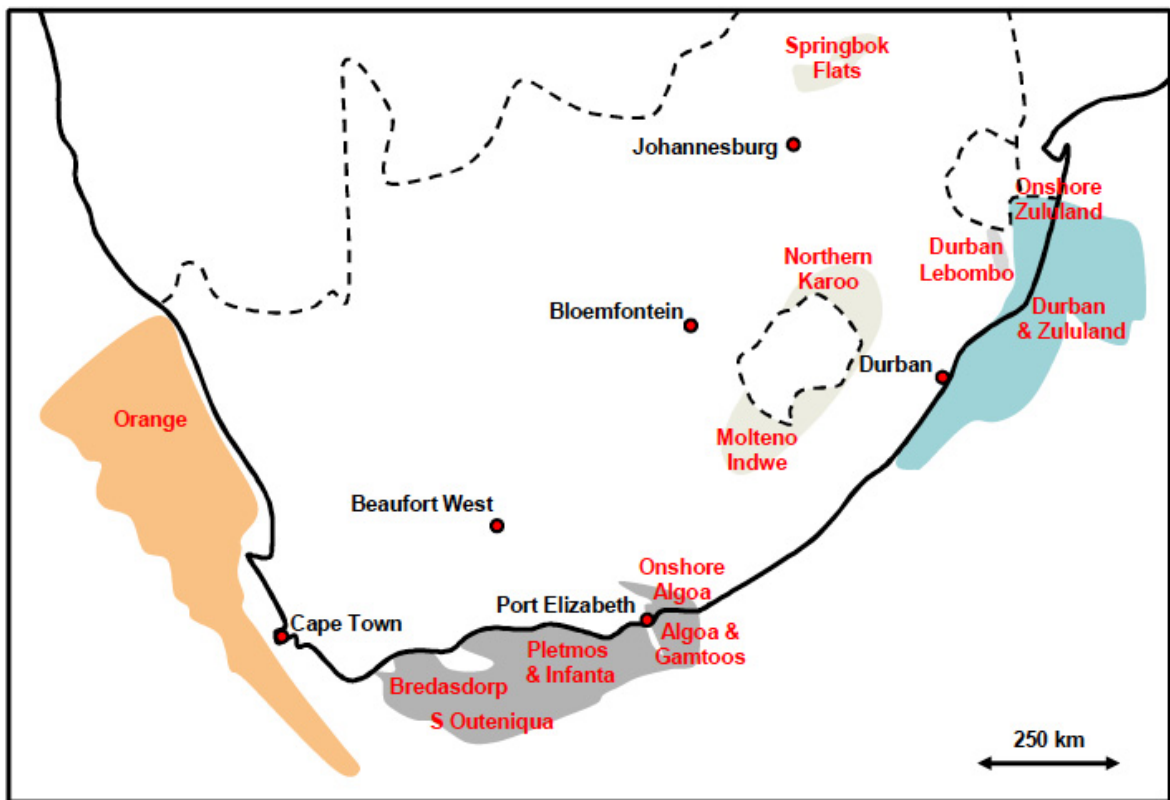 Springbok
Flats
Johannesburg
Onshore
Zululand
Durban
Lebombo
Northern
Karoo
Bloemfontein
Durban
& Zululand
Durban
Orange
Molteno
Indwe
Beaufort West
Onshore
Algoa
Port Elizabeth
Cape Town
Algoa &
Gamtoos
Pletmos
& Infanta
Bredasdorp
S Outeniqua
250 km